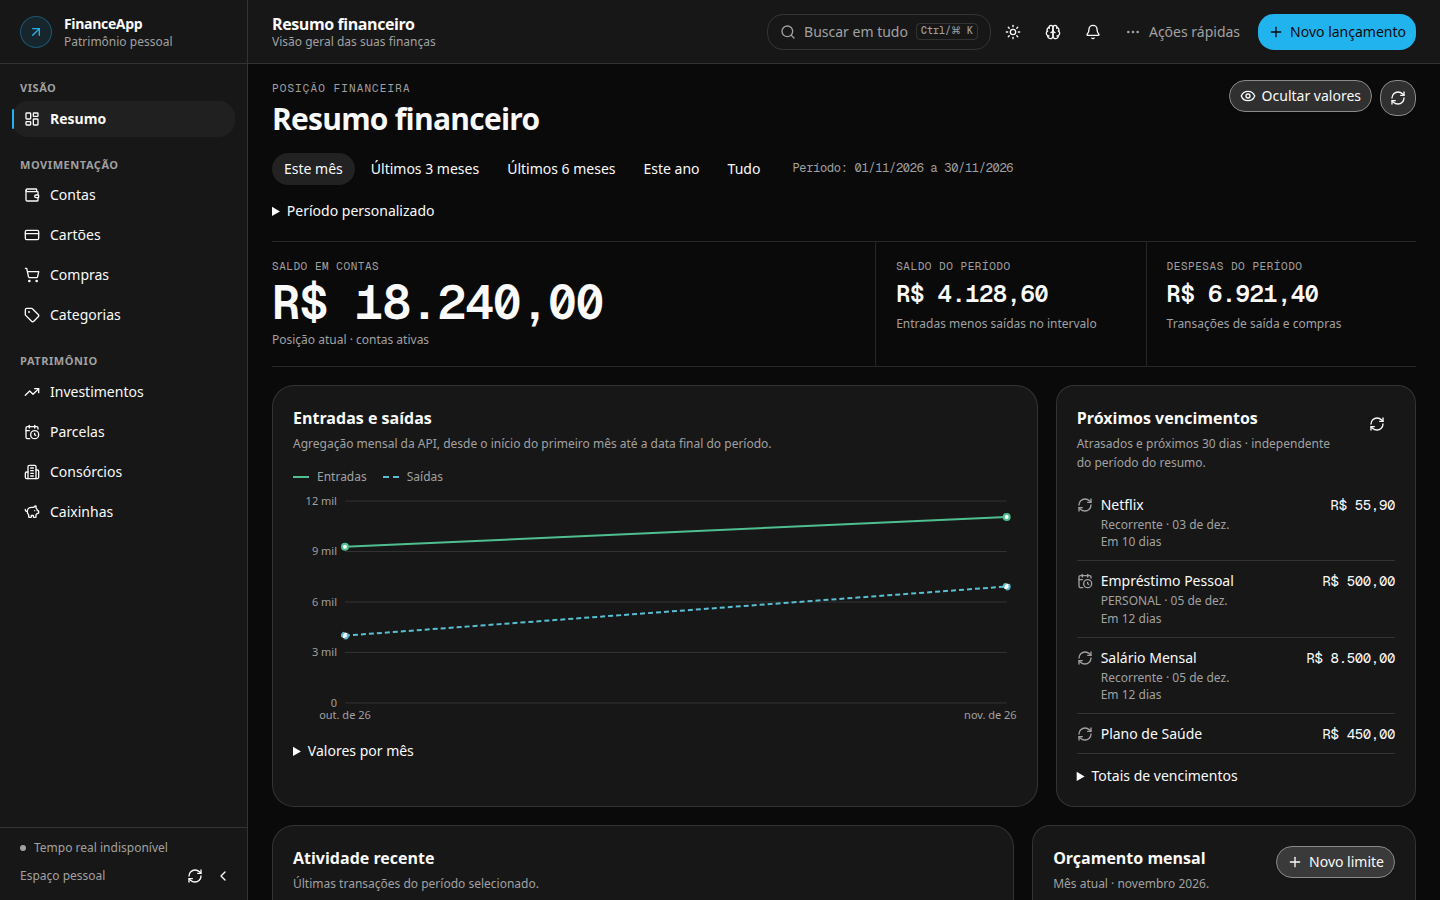 FinanceApp
Patrimônio pessoal
VISÃO
Resumo
MOVIMENTAÇÃO
Contas
Cartões
Compras
Categorias
PATRIMÔNIO
Investimentos
Parcelas
Consórcios
Caixinhas
Tempo real indisponível
Espaço pessoal
Resumo financeiro
Visão geral das suas finanças
Buscar em tudo Ctrl/⌘ K
Ações rápidas
Novo lançamento
POSIÇÃO FINANCEIRA
Resumo financeiro
Ocultar valores
Este mês Últimos 3 meses Últimos 6 meses Este ano Tudo Período: 01/11/2026 a 30/11/2026
Período personalizado
SALDO EM CONTAS
R$ 18.240,00
Posição atual · contas ativas
SALDO DO PERÍODO
R$ 4.128,60
Entradas menos saídas no intervalo
DESPESAS DO PERÍODO
R$ 6.921,40
Transações de saída e compras
Entradas e saídas
Agregação mensal da API, desde o início do primeiro mês até a data final do período.
Entradas Saídas
12 mil
9 mil
6 mil
3 mil
0
out. de 26 nov. de 26
Valores por mês
Próximos vencimentos
Atrasados e próximos 30 dias · independente
do período do resumo.
Netflix R$ 55,90
Recorrente · 03 de dez.
Em 10 dias
Empréstimo Pessoal R$ 500,00
PERSONAL · 05 de dez.
Em 12 dias
Salário Mensal R$ 8.500,00
Recorrente · 05 de dez.
Em 12 dias
Plano de Saúde R$ 450,00
Totais de vencimentos
Atividade recente
Últimas transações do período selecionado.
Orçamento mensal
Mês atual · novembro 2026.
Novo limite